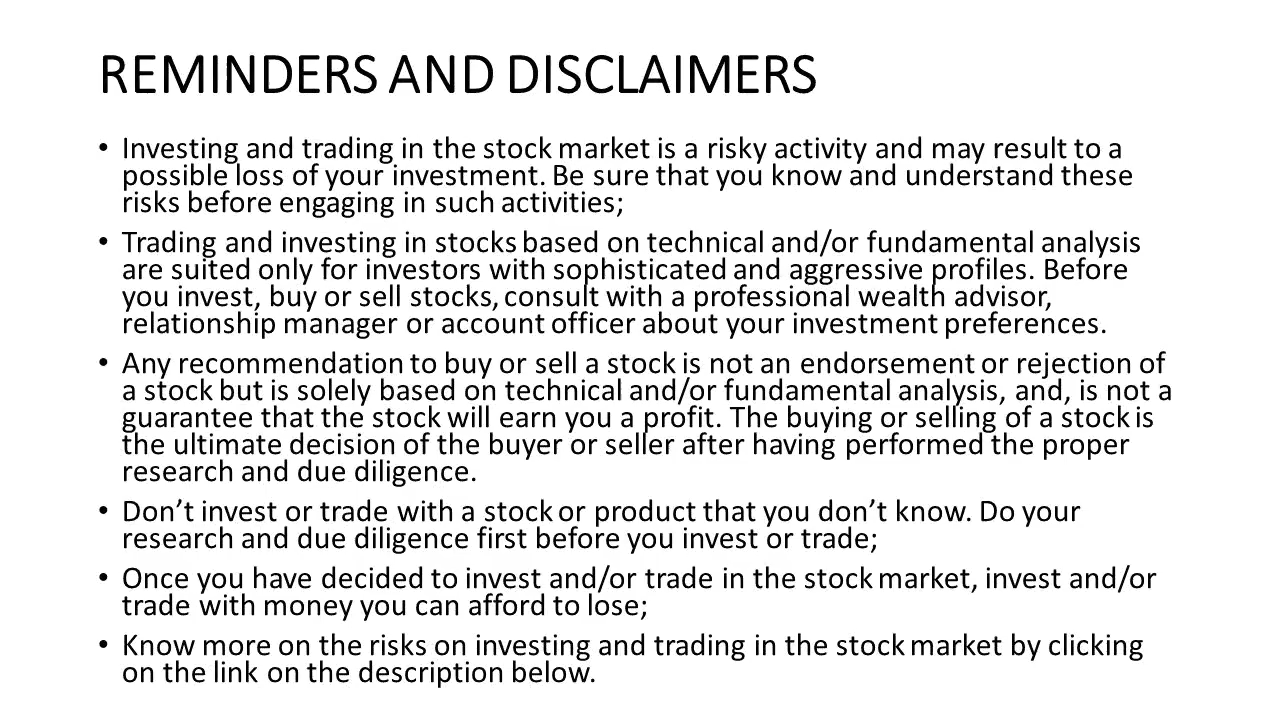 REMINDERS AND DISCLAIMERS
• Investing and trading in the stock market is a risky activity and may result to a
possible loss of your investment. Be sure that you know and understand these
risks before engaging in such activities;
• Trading and investing in stocks based on technical and/or fundamental analysis
are suited only for investors with sophisticated and aggressive profiles. Before
you invest, buy or sell stocks, consult with a professional wealth advisor,
relationship manager or account officer about your investment preferences.
• Any recommendation to buy or sell a stock is not an endorsement or rejection of
a stock but is solely based on technical and/or fundamental analysis, and, is not a
guarantee that the stock will earn you a profit. The buying or selling of a stock is
the ultimate decision of the buyer or seller after having performed the proper
research and due diligence.
• Don’t invest or trade with a stock or product that you don’t know. Do your
research and due diligence first before you invest or trade;
• Once you have decided to invest and/or trade in the stock market, invest and/or
trade with money you can afford to lose;
• Know more on the risks on investing and trading in the stock market by clicking
on the link on the description below.